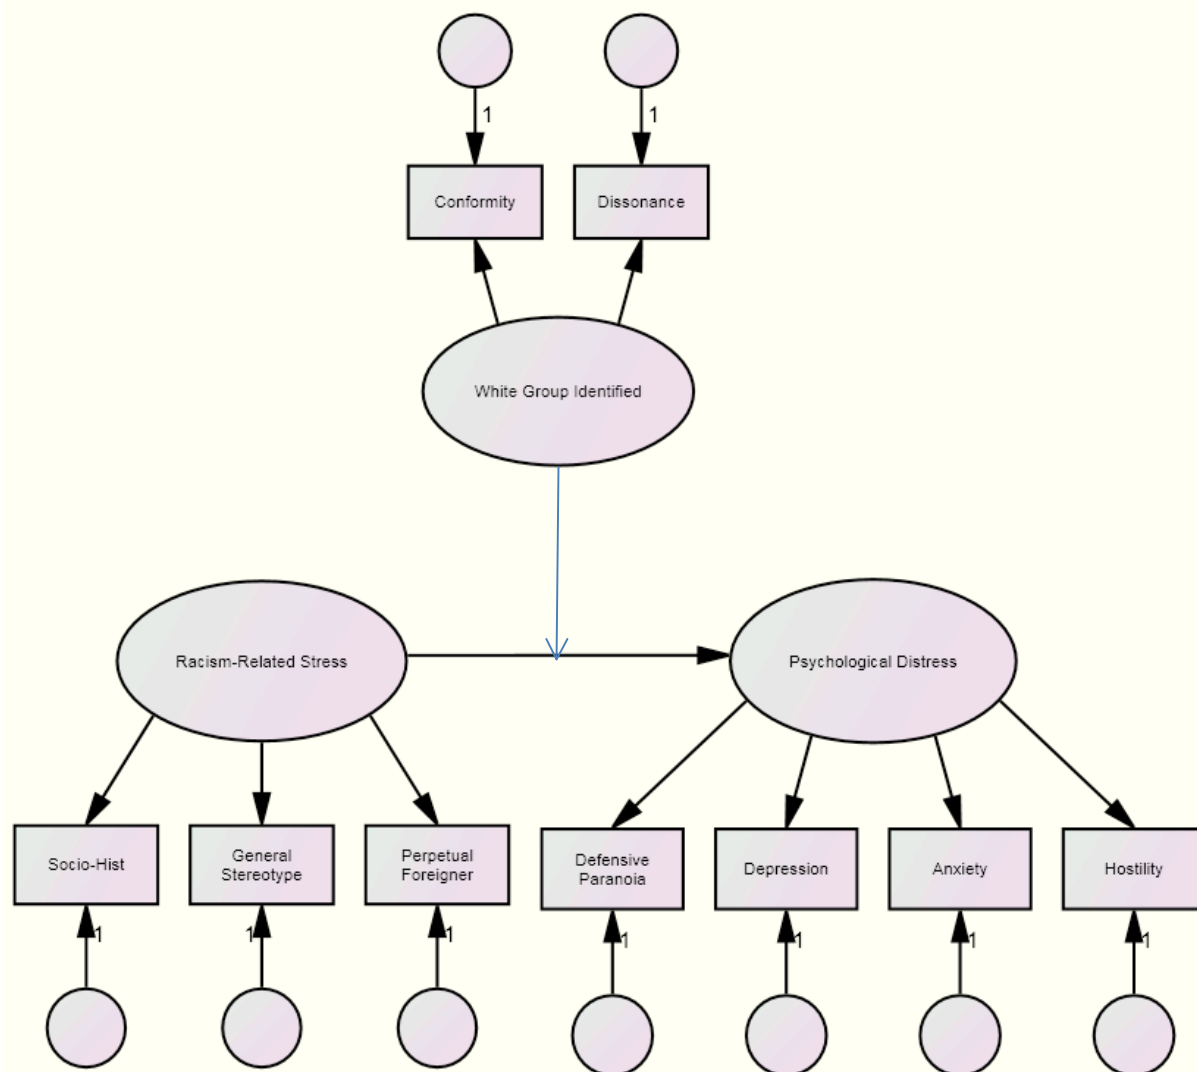 1
1
Conformity
Dissonance
White Group Identified
Racism-Related Stress
Psychological Distress
Socio-Hist
General
Stereotype
Perpetual
Foreigner
Defensive
Paranoia
Depression
Anxiety
Hostility
1
1
1
1
1
1
1